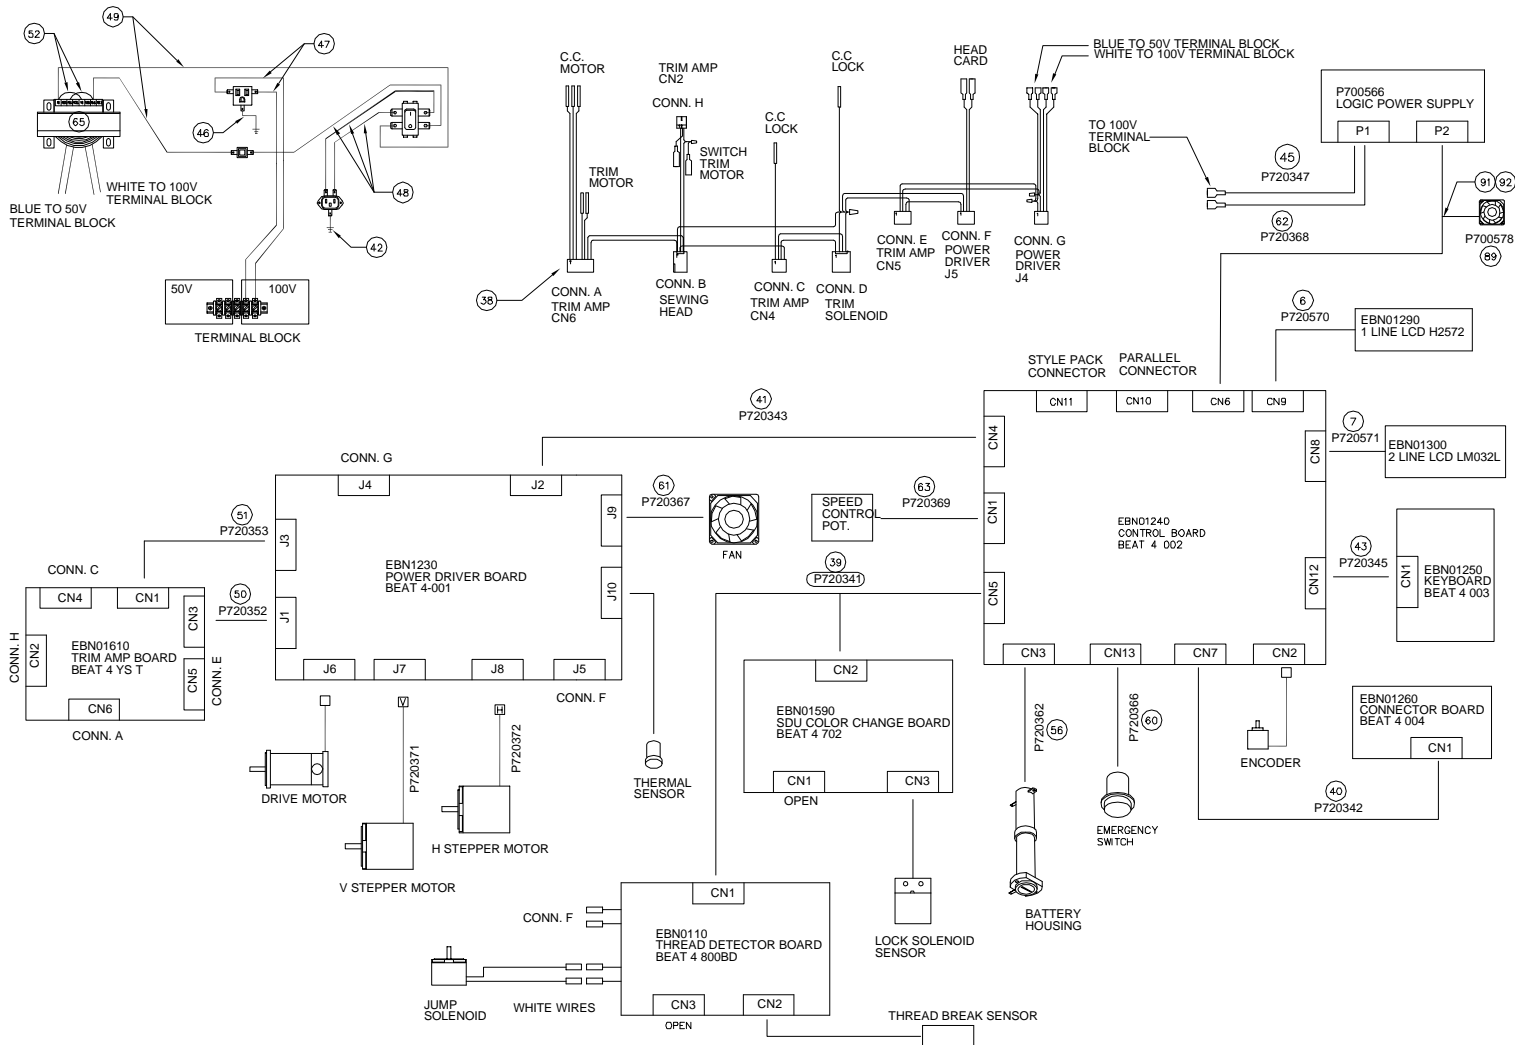 49
52
47
65
46
48
42
WHITE TO 100V
TERMINAL BLOCK
BLUE TO 50V
TERMINAL BLOCK
50V
100V
TERMINAL BLOCK
C.C.
MOTOR
TRIM AMP
CN2
CONN. H
C.C
LOCK
HEAD
CARD
BLUE TO 50V TERMINAL BLOCK
WHITE TO 100V TERMINAL BLOCK
C.C
LOCK
SWITCH
TRIM
MOTOR
TRIM
MOTOR
38
CONN. A
TRIM AMP
CN6
CONN. B
SEWING
HEAD
CONN. C
TRIM AMP
CN4
CONN. D
TRIM
SOLENOID
CONN. E
TRIM AMP
CN5
CONN. F
POWER
DRIVER
J5
CONN. G
POWER
DRIVER
J4
P700566
LOGIC POWER SUPPLY
P1
P2
TO 100V
TERMINAL
BLOCK
45
P720347
62
P720368
91
92
P700578
89
6
P720570
EBN01290
1 LINE LCD H2572
STYLE PACK
CONNECTOR
PARALLEL
CONNECTOR
CN11
CN10
CN6
CN9
41
P720343
CN4
CN8
7
P720571
EBN01300
2 LINE LCD LM032L
CONN. G
J4
J2
61
P720367
FAN
SPEED
CONTROL
POT.
63
P720369
CN1
EBN01240
CONTROL BOARD
BEAT 4 002
51
P720353
J3
J9
EBN1230
POWER DRIVER BOARD
BEAT 4-001
39
P720341
CN5
CN12
43
P720345
CN1
EBN01250
KEYBOARD
BEAT 4 003
CONN. C
CN4
CN1
50
P720352
J1
J10
CN3
CONN. H
CN2
EBN01610
TRIM AMP BOARD
BEAT 4 YS T
CN5
CONN. E
CN6
CONN. A
J6
J7
J8
J5
CONN. F
V
H
P720371
P720372
DRIVE MOTOR
THERMAL
SENSOR
H STEPPER MOTOR
V STEPPER MOTOR
CN2
EBN01590
SDU COLOR CHANGE BOARD
BEAT 4 702
CN1
CN3
OPEN
CN3
CN13
CN7
CN2
P720362
56
P720366
60
ENCODER
EBN01260
CONNECTOR BOARD
BEAT 4 004
CN1
40
P720342
EMERGENCY
SWITCH
BATTERY
HOUSING
LOCK SOLENOID
SENSOR
CN1
CONN. F
EBN0110
THREAD DETECTOR BOARD
BEAT 4 800BD
JUMP
SOLENOID
WHITE WIRES
CN3
CN2
OPEN
THREAD BREAK SENSOR